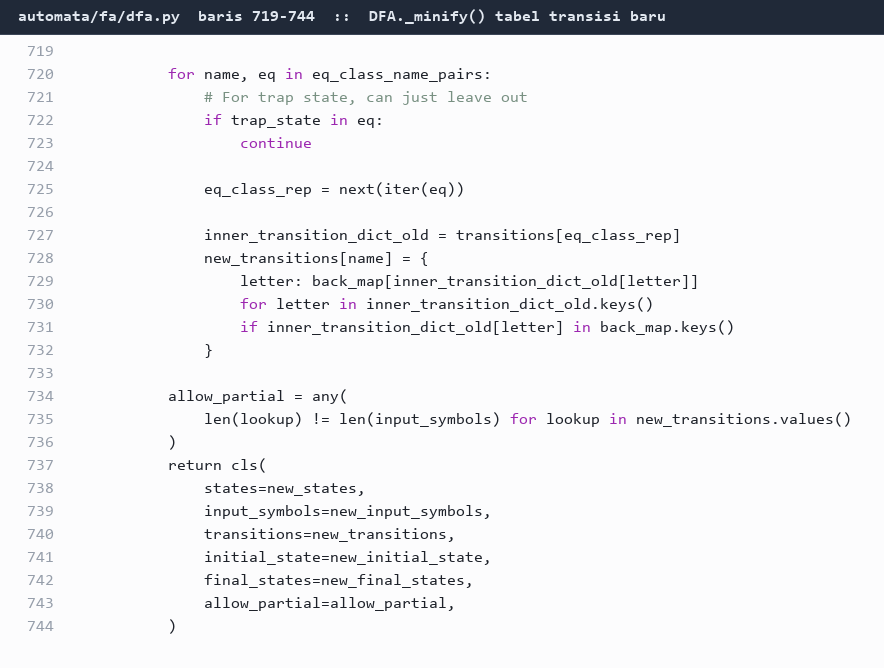 automata/fa/dfa.py  baris 719-744  ::  DFA._minify() tabel transisi baru
719
720             for name, eq in eq_class_name_pairs:
721                 # For trap state, can just leave out
722                 if trap_state in eq:
723                     continue
724
725                 eq_class_rep = next(iter(eq))
726
727                 inner_transition_dict_old = transitions[eq_class_rep]
728                 new_transitions[name] = {
729                     letter: back_map[inner_transition_dict_old[letter]]
730                     for letter in inner_transition_dict_old.keys()
731                     if inner_transition_dict_old[letter] in back_map.keys()
732                 }
733
734             allow_partial = any(
735                 len(lookup) != len(input_symbols) for lookup in new_transitions.values()
736             )
737             return cls(
738                 states=new_states,
739                 input_symbols=new_input_symbols,
740                 transitions=new_transitions,
741                 initial_state=new_initial_state,
742                 final_states=new_final_states,
743                 allow_partial=allow_partial,
744             )